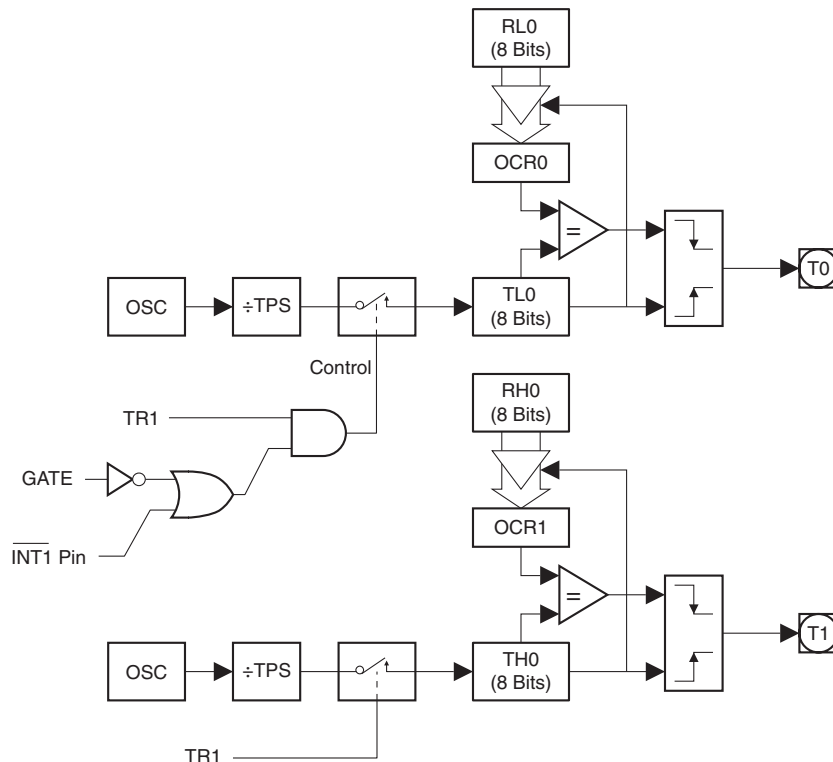 RL0
(8 Bits)
OCR0
=
OSC
÷TPS
TL0
(8 Bits)
T0
Control
TR1
GATE
INT1 Pin
RH0
(8 Bits)
OCR1
=
OSC
÷TPS
TH0
(8 Bits)
T1
TR1